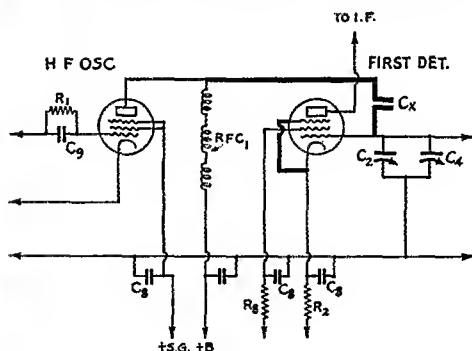 TO I.F.
H F OSC
FIRST DET.
R1
C9
RFC1
CX
C2
C4
C8
C8
C8
R8
R2
+S.G. +B